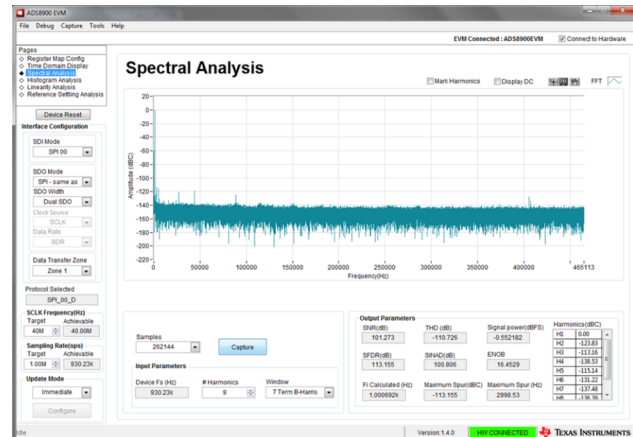 ADS8900 EVM
File Debug Capture Tools Help
EVM Connected : ADS8900EVM Connect to Hardware
Pages
Register Map Config
Time Domain Display
Spectral Analysis
Histogram Analysis
Linearity Analysis
Reference Settling Analysis
Device Reset
Interface Configuration
SDI Mode
SPI 00
SDO Mode
SPI - same as
SDO Width
Dual SDO
Clock Source
SCLK
Data Rate
SDR
Data Transfer Zone
Zone 1
Protocol Selected
SPI_00_D
SCLK Frequency(Hz)
Target Achievable
40M 40.00M
Sampling Rate(sps)
Target Achievable
1.00M 930.23k
Update Mode
Immediate
Configure
Idle
Spectral Analysis
Mark Harmonics Display DC FFT
Amplitude (dBC)
20
0
-20
-40
-60
-80
-100
-120
-140
-160
-180
-200
-220
0 50000 100000 150000 200000 250000 300000 350000 400000 465113
Frequency(Hz)
Samples
262144
Capture
Input Parameters
Device Fs (Hz) # Harmonics Window
930.23k 9 7 Term B-Harris
Output Parameters
SNR(dB) THD (dB) Signal power(dBFS)
101.273 -110.726 -0.552182
SFDR(dB) SINAD(dB) ENOB
113.155 100.806 16.4529
Fi Calculated (Hz) Maximum Spur(dBC) Maximum Spur (Hz)
1.000692k -113.155 2998.53
Harmonics(dBC)
H1 0.00
H2 -123.83
H3 -113.16
H4 -138.53
H5 -115.14
H6 -131.22
H7 -137.48
H8 -136.39
Version:1.4.0 HW CONNECTED TEXAS INSTRUMENTS